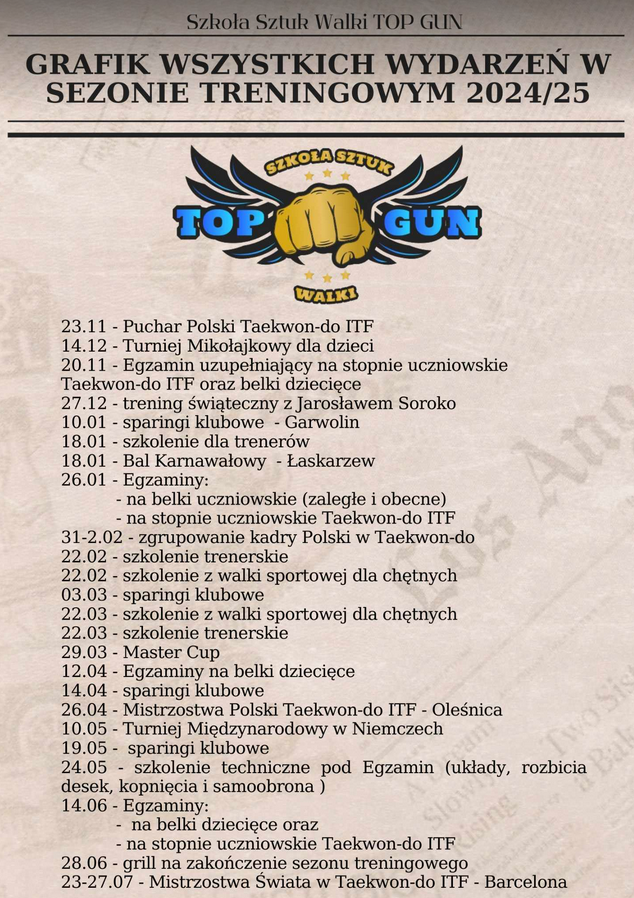 Szkoła Sztuk Walki TOP GUN
GRAFIK WSZYSTKICH WYDARZEŃ W
SEZONIE TRENINGOWYM 2024/25
SZKOŁA SZTUK
TOP GUN
WALKI
23.11 - Puchar Polski Taekwon-do ITF
14.12 - Turniej Mikołajkowy dla dzieci
20.11 - Egzamin uzupełniający na stopnie uczniowskie
Taekwon-do ITF oraz belki dziecięce
27.12 - trening świąteczny z Jarosławem Soroko
10.01 - sparingi klubowe - Garwolin
18.01 - szkolenie dla trenerów
18.01 - Bal Karnawałowy - Łaskarzew
26.01 - Egzaminy:
- na belki uczniowskie (zaległe i obecne)
- na stopnie uczniowskie Taekwon-do ITF
31-2.02 - zgrupowanie kadry Polski w Taekwon-do
22.02 - szkolenie trenerskie
22.02 - szkolenie z walki sportowej dla chętnych
03.03 - sparingi klubowe
22.03 - szkolenie z walki sportowej dla chętnych
22.03 - szkolenie trenerskie
29.03 - Master Cup
12.04 - Egzaminy na belki dziecięce
14.04 - sparingi klubowe
26.04 - Mistrzostwa Polski Taekwon-do ITF - Oleśnica
10.05 - Turniej Międzynarodowy w Niemczech
19.05 - sparingi klubowe
24.05 - szkolenie techniczne pod Egzamin (układy, rozbicia
desek, kopnięcia i samoobrona )
14.06 - Egzaminy:
- na belki dziecięce oraz
- na stopnie uczniowskie Taekwon-do ITF
28.06 - grill na zakończenie sezonu treningowego
23-27.07 - Mistrzostwa Świata w Taekwon-do ITF - Barcelona
Los Ang
Two Sis